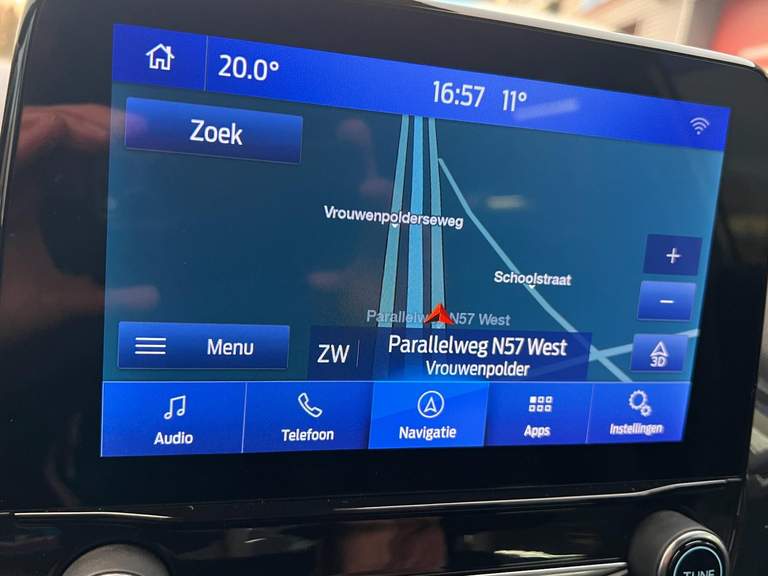 20.0°
16:57 11°
Zoek
Vrouwenpolderseweg
+
Schoolstraat
−
Parallelw N57 West
Menu
ZW
Parallelweg N57 West
Vrouwenpolder
3D
Audio
Telefoon
Navigatie
Apps
Instellingen
TUNE